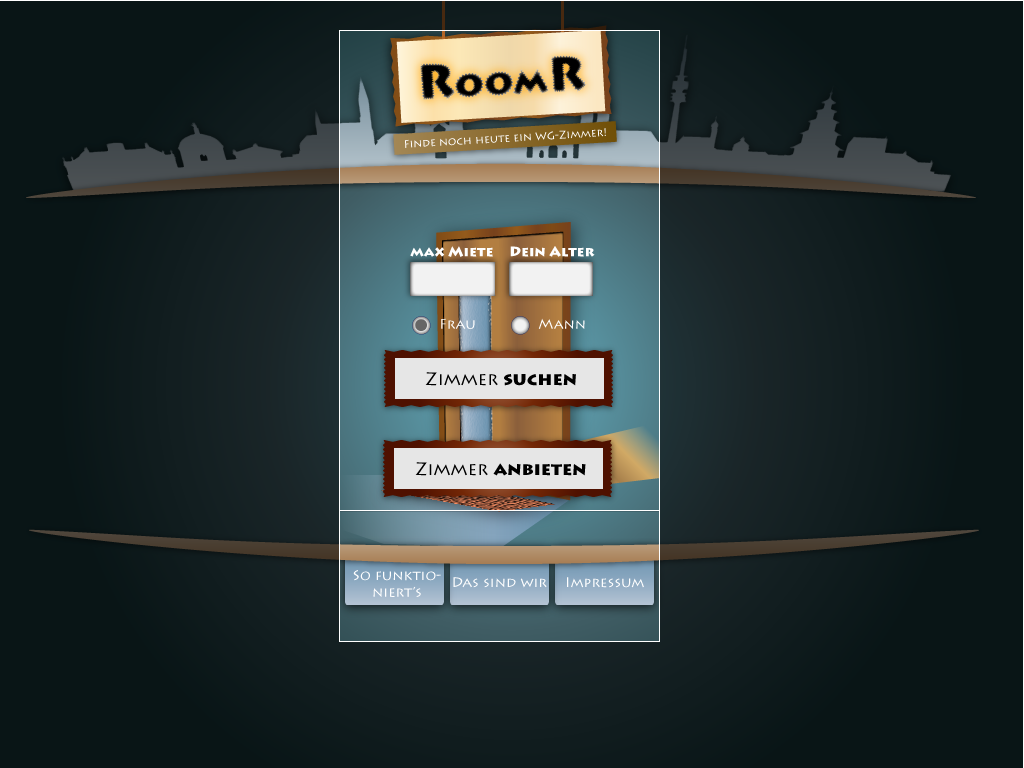 RoomR
Finde noch heute ein WG-Zimmer!
max Miete Dein Alter
Frau Mann
Zimmer suchen
Zimmer anbieten
So funktio-
niert's
Das sind wir
Impressum